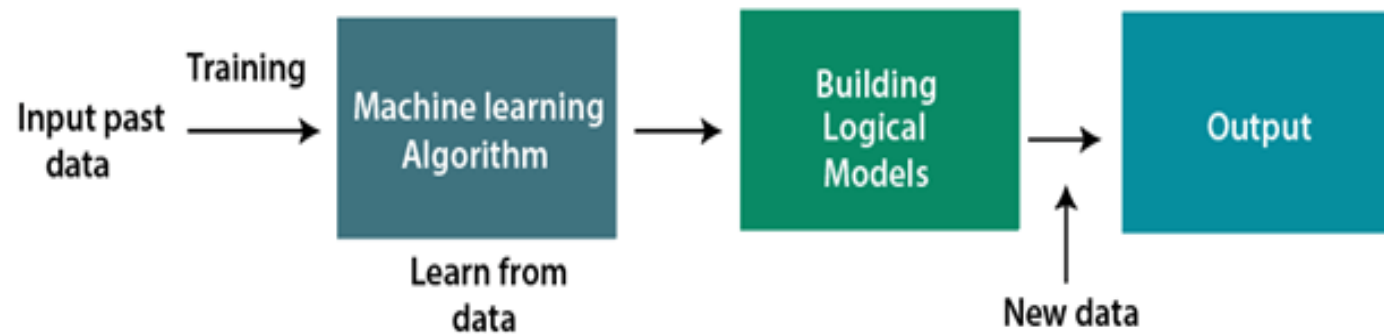 Training
Input past
data
Machine learning
Algorithm
Learn from
data
Building
Logical
Models
New data
Output